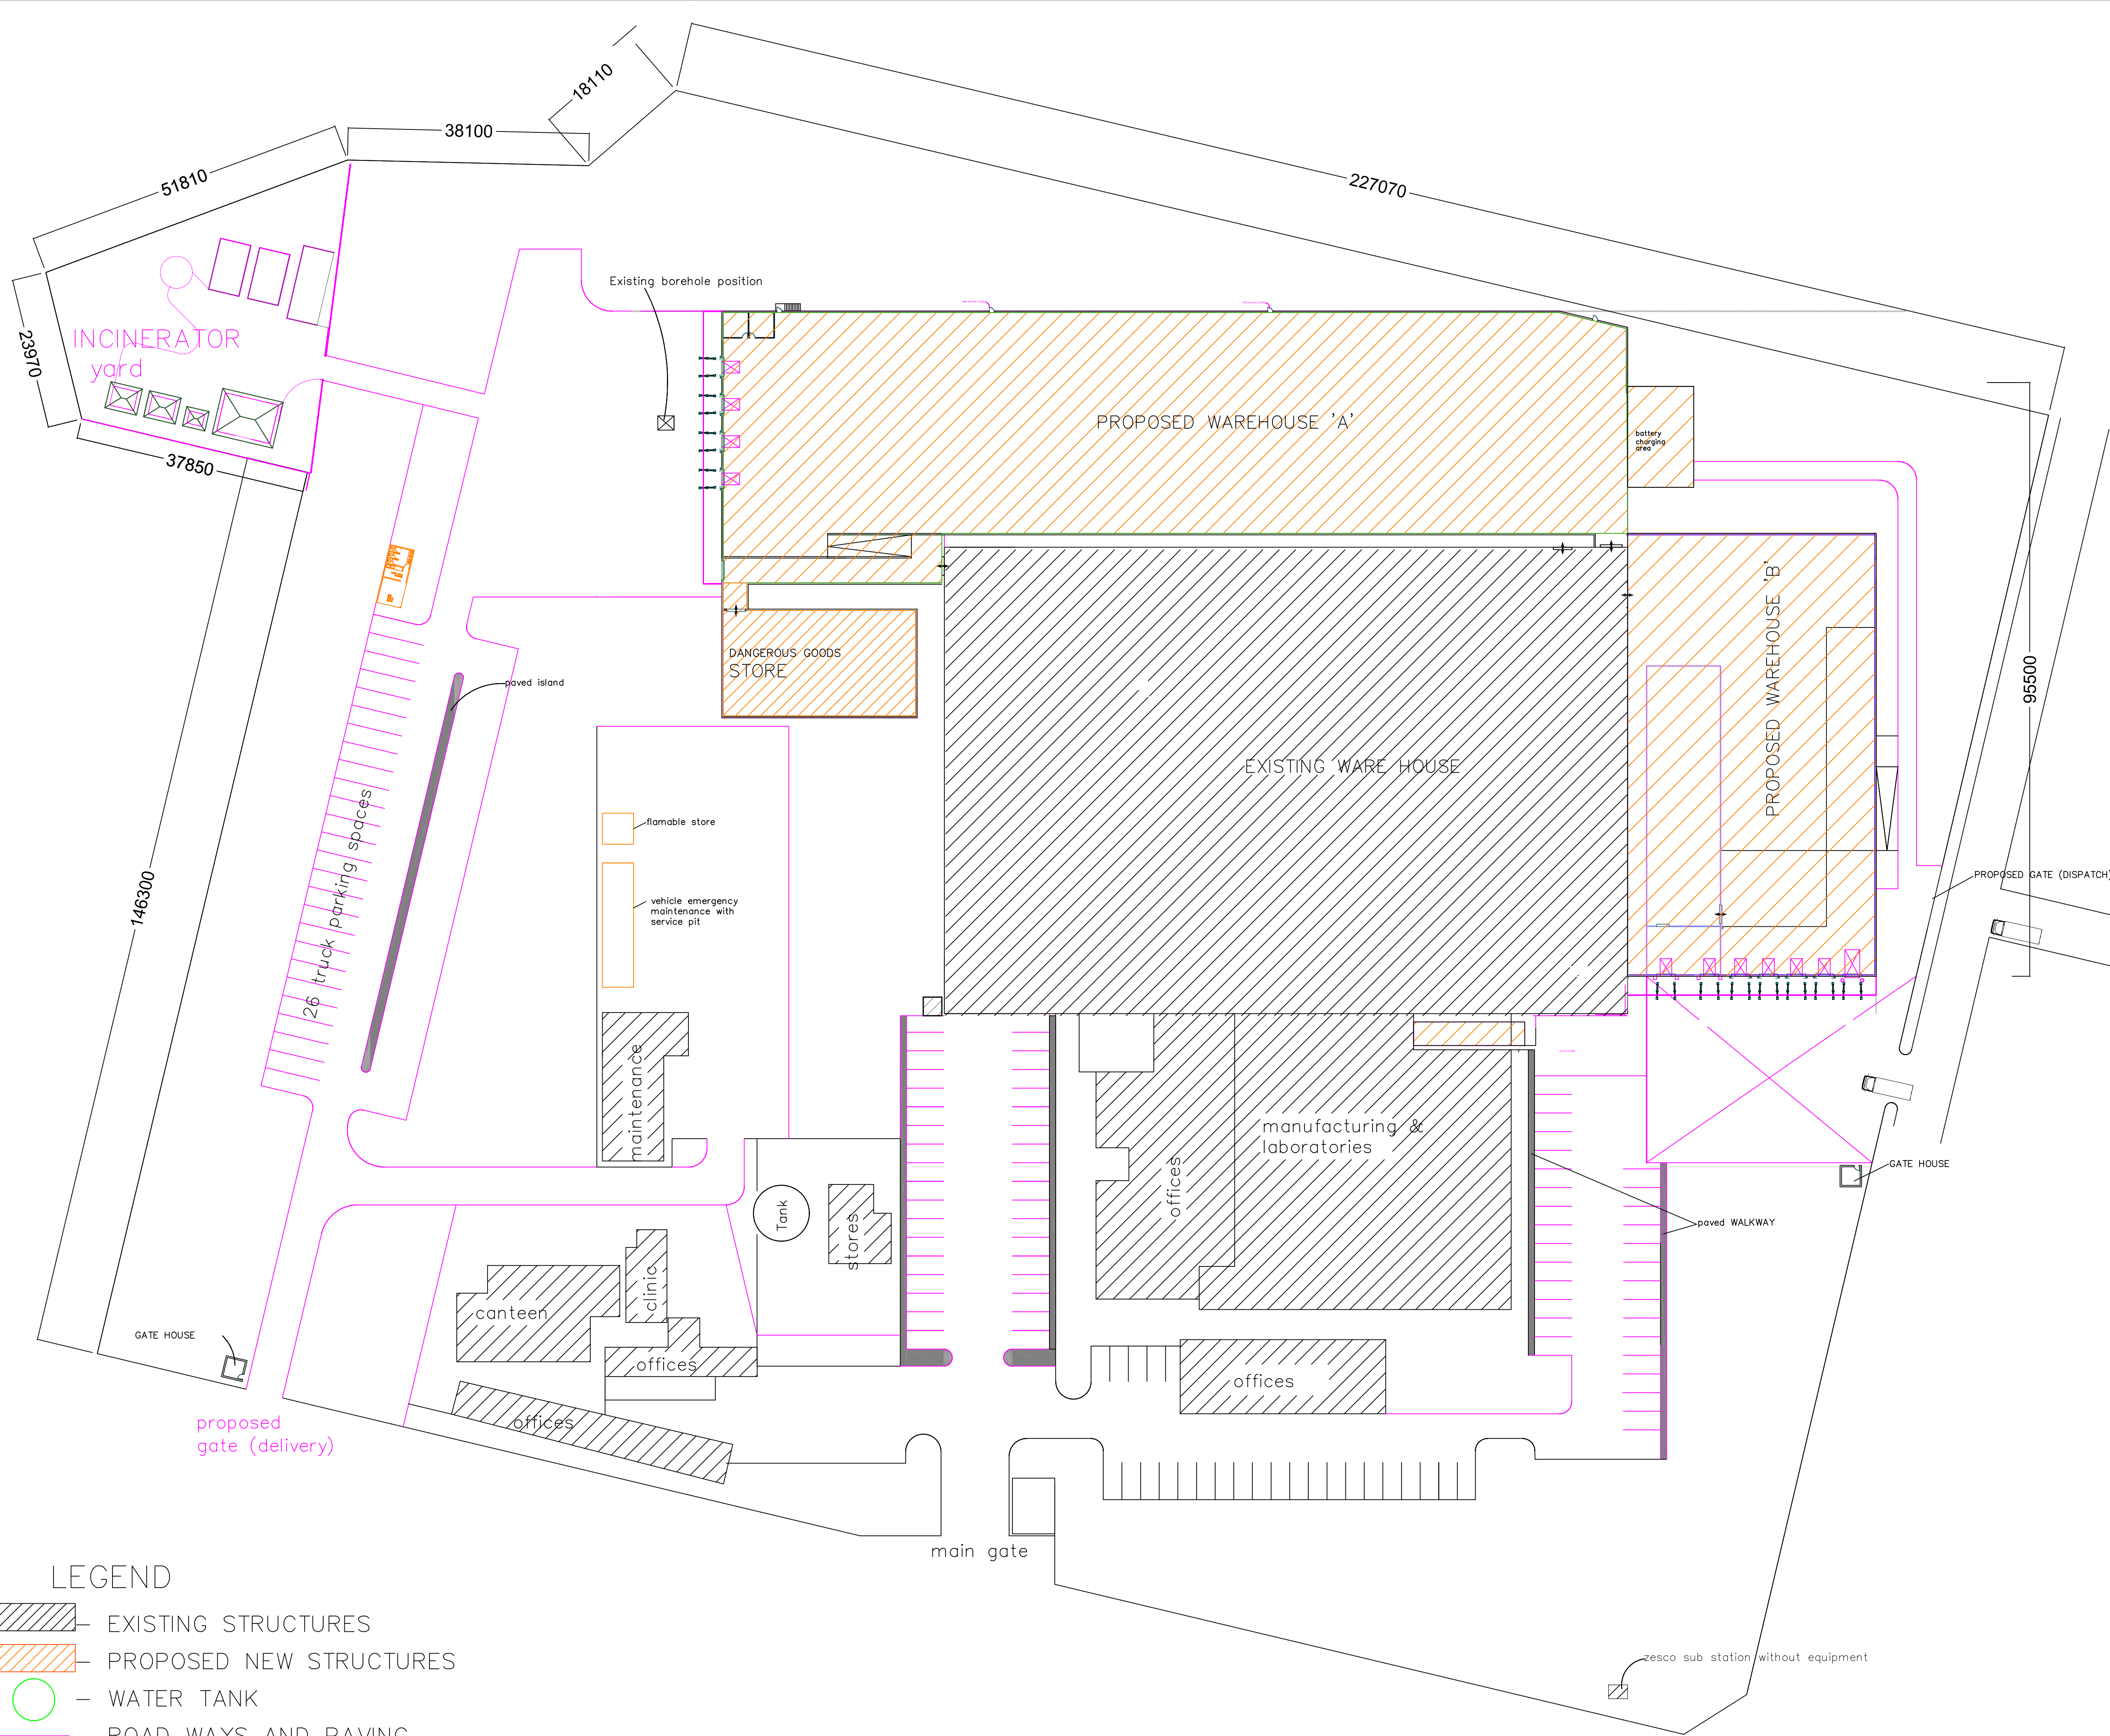 18110
38100
51810
227070
23970
INCINERATOR
yard
37850
Existing borehole position
PROPOSED WAREHOUSE 'A'
battery
charging
area
DANGEROUS GOODS
STORE
paved island
EXISTING WARE HOUSE
PROPOSED WAREHOUSE 'B'
95500
flamable store
vehicle emergency
maintenance with
service pit
26 truck parking spaces
146300
PROPOSED GATE (DISPATCH)
maintenance
manufacturing &
laboratories
offices
GATE HOUSE
paved WALKWAY
Tank
stores
clinic
canteen
GATE HOUSE
offices
offices
offices
proposed
gate (delivery)
main gate
zesco sub station without equipment
LEGEND
EXISTING STRUCTURES
PROPOSED NEW STRUCTURES
WATER TANK
ROAD WAYS AND PAVING